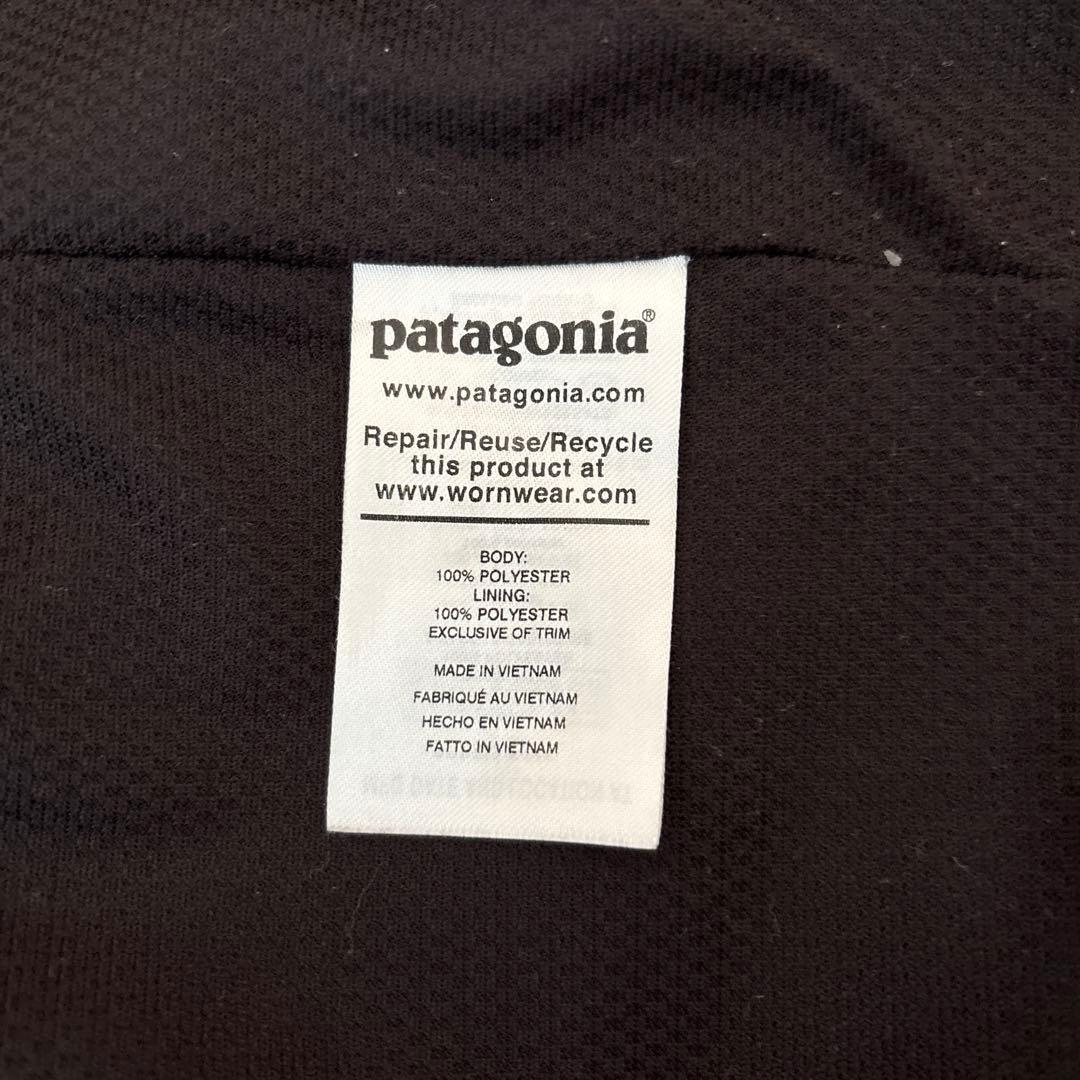 patagonia®
www.patagonia.com
Repair/Reuse/Recycle
this product at
www.wornwear.com
BODY:
100% POLYESTER
LINING:
100% POLYESTER
EXCLUSIVE OF TRIM
MADE IN VIETNAM
FABRIQUÉ AU VIETNAM
HECHO EN VIETNAM
FATTO IN VIETNAM